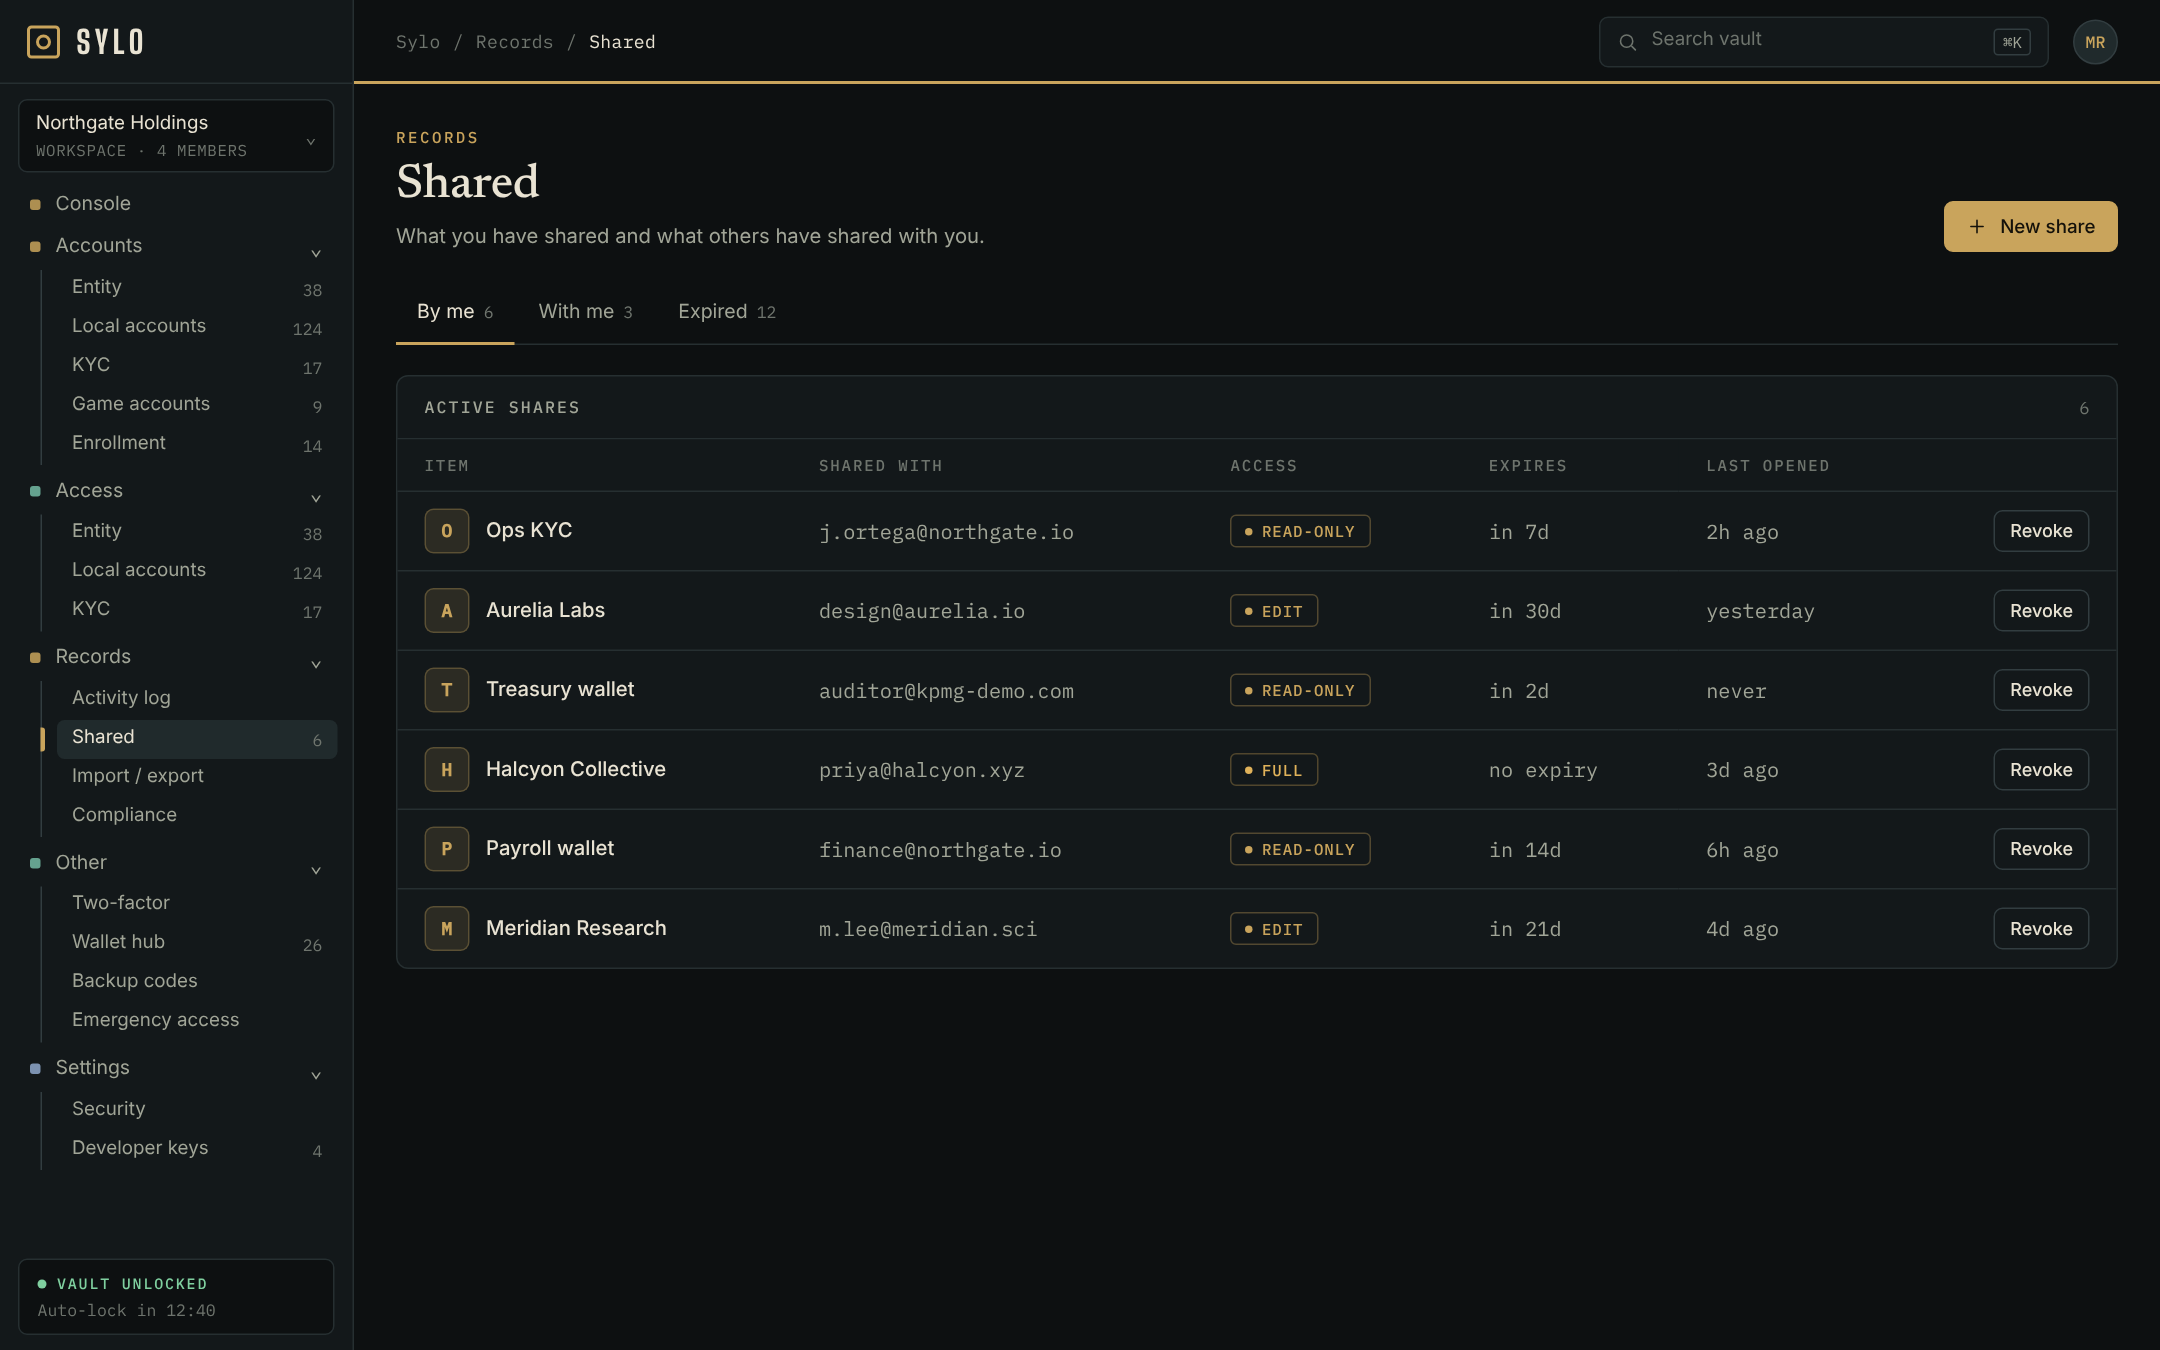 SYLO
Sylo / Records / Shared
Search vault
⌘K
MR
Northgate Holdings
WORKSPACE · 4 MEMBERS
Console
Accounts
Entity 38
Local accounts 124
KYC 17
Game accounts 9
Enrollment 14
Access
Entity 38
Local accounts 124
KYC 17
Records
Activity log
Shared 6
Import / export
Compliance
Other
Two-factor
Wallet hub 26
Backup codes
Emergency access
Settings
Security
Developer keys 4
VAULT UNLOCKED
Auto-lock in 12:40
RECORDS
Shared
What you have shared and what others have shared with you.
+ New share
By me 6 With me 3 Expired 12
ACTIVE SHARES 6
ITEM SHARED WITH ACCESS EXPIRES LAST OPENED
O Ops KYC j.ortega@northgate.io READ-ONLY in 7d 2h ago Revoke
A Aurelia Labs design@aurelia.io EDIT in 30d yesterday Revoke
T Treasury wallet auditor@kpmg-demo.com READ-ONLY in 2d never Revoke
H Halcyon Collective priya@halcyon.xyz FULL no expiry 3d ago Revoke
P Payroll wallet finance@northgate.io READ-ONLY in 14d 6h ago Revoke
M Meridian Research m.lee@meridian.sci EDIT in 21d 4d ago Revoke